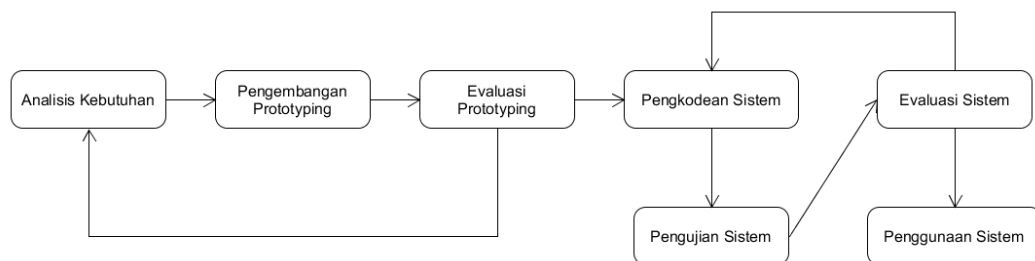 Analisis Kebutuhan
Pengembangan
Prototyping
Evaluasi
Prototyping
Pengkodean Sistem
Evaluasi Sistem
Pengujian Sistem
Penggunaan Sistem